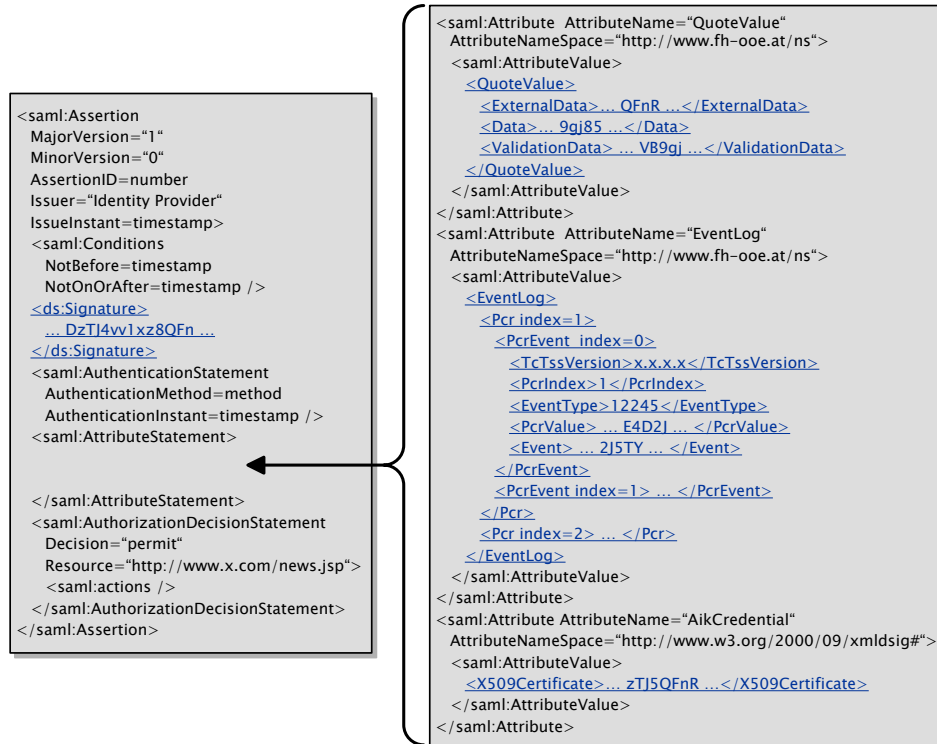 <saml:Assertion
MajorVersion=“1“
MinorVersion=“0“
AssertionID=number
Issuer=“Identity Provider“
IssueInstant=timestamp>
<saml:Conditions
NotBefore=timestamp
NotOnOrAfter=timestamp />
<ds:Signature>
... DzTJ4vv1xz8QFn ...
</ds:Signature>
<saml:AuthenticationStatement
AuthenticationMethod=method
AuthenticationInstant=timestamp />
<saml:AttributeStatement>
</saml:AttributeStatement>
<saml:AuthorizationDecisionStatement
Decision=“permit“
Resource=“http://www.x.com/news.jsp“>
<saml:actions />
</saml:AuthorizationDecisionStatement>
</saml:Assertion>
<saml:Attribute AttributeName=“QuoteValue“
AttributeNameSpace=“http://www.fh-ooe.at/ns“>
<saml:AttributeValue>
<QuoteValue>
<ExternalData>... QFnR ...</ExternalData>
<Data>... 9gj85 ...</Data>
<ValidationData> ... VB9gj ...</ValidationData>
</QuoteValue>
</saml:AttributeValue>
</saml:Attribute>
<saml:Attribute AttributeName=“EventLog“
AttributeNameSpace=“http://www.fh-ooe.at/ns“>
<saml:AttributeValue>
<EventLog>
<Pcr index=1>
<PcrEvent index=0>
<TcTssVersion>x.x.x.x</TcTssVersion>
<PcrIndex>1</PcrIndex>
<EventType>12245</EventType>
<PcrValue> ... E4D2J ... </PcrValue>
<Event> ... 2J5TY ... </Event>
</PcrEvent>
<PcrEvent index=1> ... </PcrEvent>
</Pcr>
<Pcr index=2> ... </Pcr>
</EventLog>
</saml:AttributeValue>
</saml:Attribute>
<saml:Attribute AttributeName=“AikCredential“
AttributeNameSpace=“http://www.w3.org/2000/09/xmldsig#“>
<saml:AttributeValue>
<X509Certificate>... zTJ5QFnR ...</X509Certificate>
</saml:AttributeValue>
</saml:Attribute>